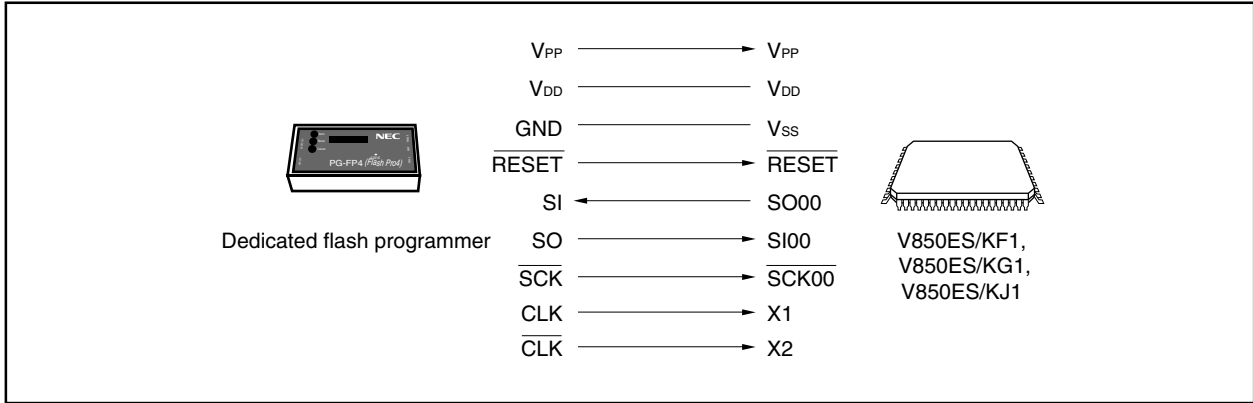 VPP VPP
VDD VDD
GND VSS
RESET RESET
SI SO00
SO SI00
SCK SCK00
CLK X1
CLK X2
NEC
PG-FP4 (Flash Pro4)
Dedicated flash programmer
V850ES/KF1,
V850ES/KG1,
V850ES/KJ1